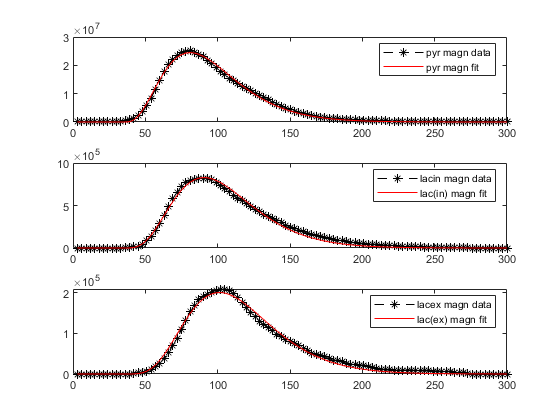 ×10^7
3
2
1
0
0 50 100 150 200 250 300
pyr magn data
pyr magn fit
×10^5
10
5
0
0 50 100 150 200 250 300
lacin magn data
lac(in) magn fit
×10^5
2
1
0
0 50 100 150 200 250 300
lacex magn data
lac(ex) magn fit